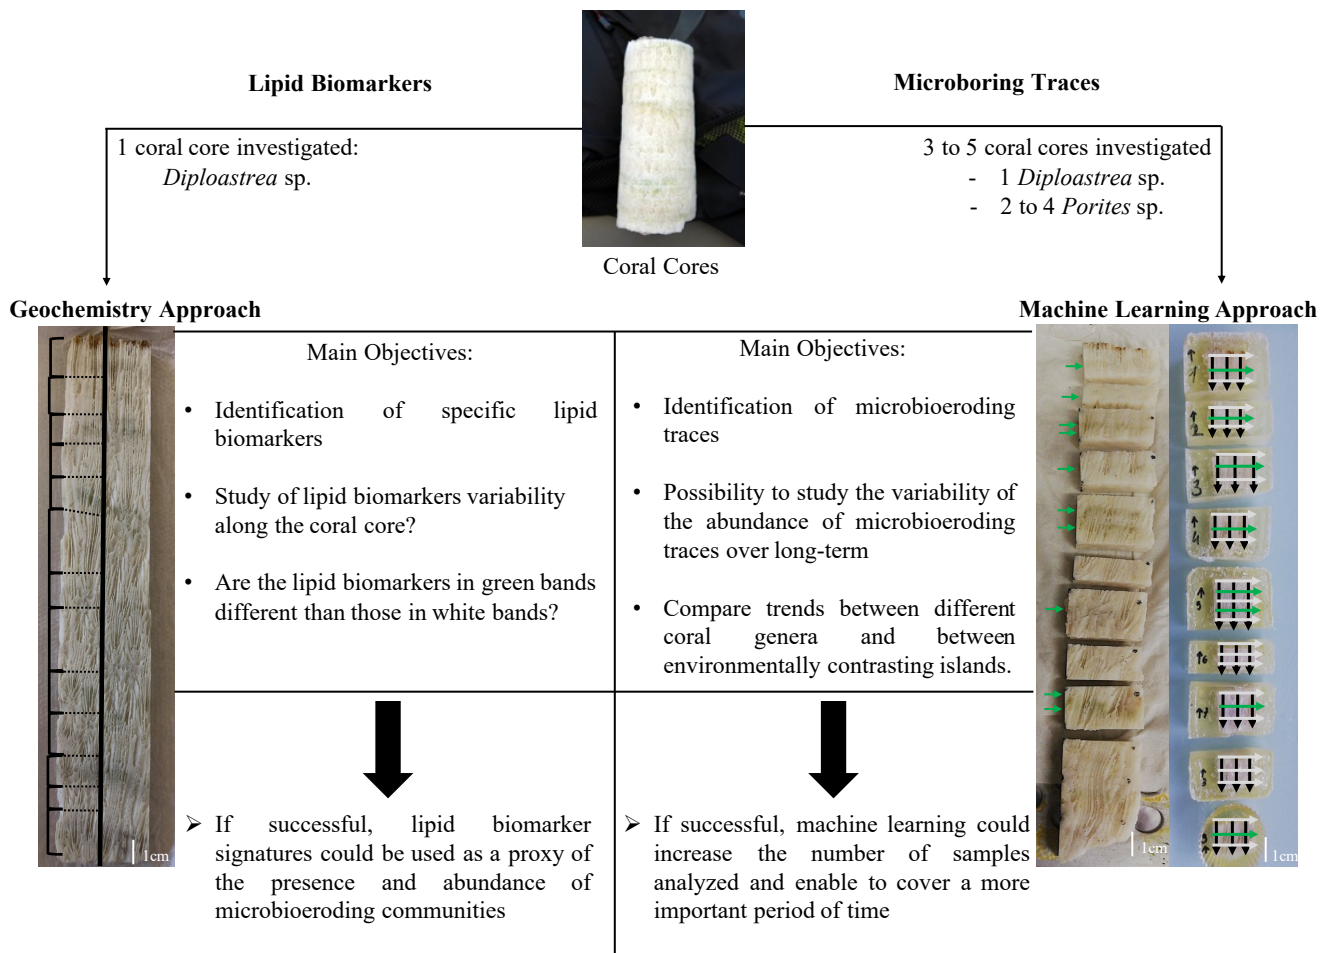 Lipid Biomarkers
Microboring Traces
1 coral core investigated:
Diploastrea sp.
3 to 5 coral cores investigated
- 1 Diploastrea sp.
- 2 to 4 Porites sp.
Coral Cores
Geochemistry Approach
Machine Learning Approach
Main Objectives:
• Identification of specific lipid
biomarkers
• Study of lipid biomarkers variability
along the coral core?
• Are the lipid biomarkers in green bands
different than those in white bands?
Main Objectives:
• Identification of microbioeroding
traces
• Possibility to study the variability of
the abundance of microbioeroding
traces over long-term
• Compare trends between different
coral genera and between
environmentally contrasting islands.
➢ If successful, lipid biomarker
signatures could be used as a proxy of
the presence and abundance of
microbioeroding communities
➢ If successful, machine learning could
increase the number of samples
analyzed and enable to cover a more
important period of time
1cm
1cm
1cm
1
2
3
4
6